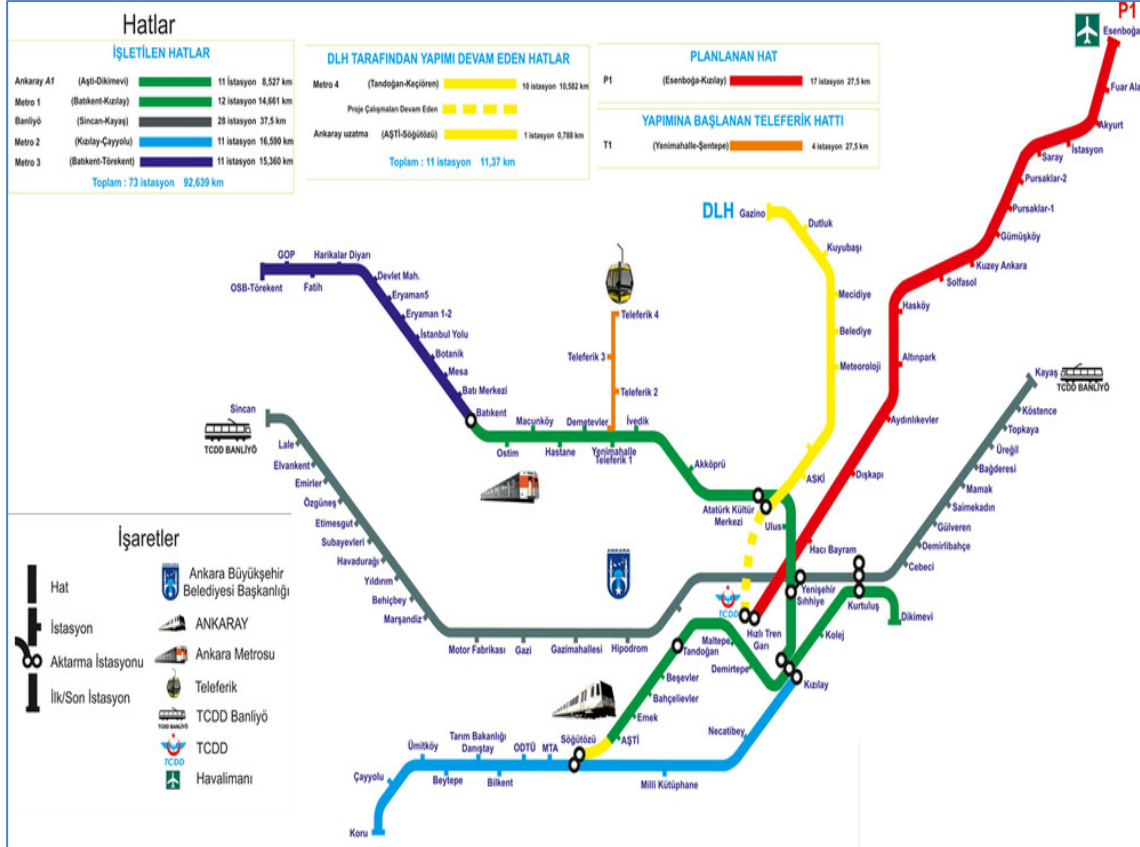 Hatlar
İŞLETİLEN HATLAR
Ankaray A1 (Aşti-Dikimevi) 11 İstasyon 8,527 km
Metro 1 (Batıkent-Kızılay) 12 istasyon 14,661 km
Banliyö (Sincan-Kayaş) 28 istasyon 37,5 km
Metro 2 (Kızılay-Çayyolu) 11 istasyon 16,590 km
Metro 3 (Batıkent-Törekent) 11 istasyon 15,360 km
Toplam : 73 istasyon 92,639 km
DLH TARAFINDAN YAPIMI DEVAM EDEN HATLAR
Metro 4 (Tandoğan-Keçiören) 10 istasyon 10,582 km
Proje Çalışmaları Devam Eden
Ankaray uzatma (AŞTİ-Söğütözü) 1 istasyon 0,788 km
Toplam : 11 istasyon 11,37 km
PLANLANAN HAT
P1 (Esenboğa-Kızılay) 17 istasyon 27,5 km
YAPIMINA BAŞLANAN TELEFERİK HATTI
T1 (Yenimahalle-Şentepe) 4 istasyon 27,5 km
P1
Esenboğa
Fuar Ala
Akyurt
İstasyon
Saray
Pursaklar-2
Pursaklar-1
Gümüşköy
Kuzey Ankara
Solfasol
Hasköy
Altınpark
Aydınlıkevler
Dışkapı
Hacı Bayram
Hızlı Tren
Garı
DLH
Gazino
Dutluk
Kuyubaşı
Mecidiye
Belediye
Meteoroloji
ASKİ
OSB-Törekent
GOP
Fatih
Harikalar Diyarı
Devlet Mah.
Eryaman5
Eryaman 1-2
İstanbul Yolu
Botanik
Mesa
Batı Merkezi
Batıkent
Ostim
Macunköy
Hastane
Demetevler
Yenimahalle
Teleferik 1
İvedik
Akköprü
Atatürk Kültür
Merkezi
Ulus
Teleferik 4
Teleferik 3
Teleferik 2
Sincan
TCDD BANLİYÖ
Lale
Elvankent
Emirler
Özgüneş
Etimesgut
Subayevleri
Havadurağı
Yıldırım
Behiçbey
Marşandiz
Motor Fabrikası
Gazi
Gazimahallesi
Hipodrom
ANKARA
TCDD
Yenişehir
Sıhhiye
Kurtuluş
Cebeci
Demirlibahçe
Gülveren
Saimekadın
Mamak
Bağderesi
Üreğil
Topkaya
Köstence
Kayaş
TCDD
BANLİYÖ
Dikimevi
Kolej
Kızılay
Demirtepe
Maltepe
Tandoğan
Beşevler
Bahçelievler
Emek
AŞTİ
Söğütözü
Necatibey
Milli Kütüphane
MTA
ODTÜ
Bilkent
Tarım Bakanlığı
Danıştay
Beytepe
Ümitköy
Çayyolu
Koru
İşaretler
Hat
İstasyon
Aktarma İstasyonu
İlk/Son İstasyon
Ankara Büyükşehir
Belediyesi Başkanlığı
ANKARAY
Ankara Metrosu
Teleferik
TCDD BANLİYÖ
TCDD Banliyö
TCDD
TCDD
Havalimanı